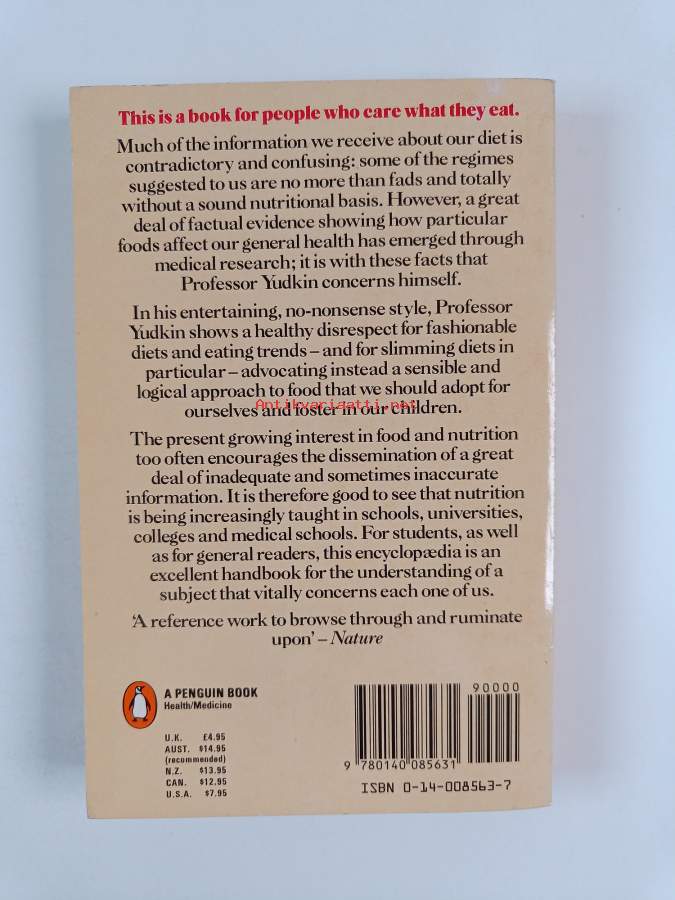 This is a book for people who care what they eat.
Much of the information we receive about our diet is
contradictory and confusing: some of the regimes
suggested to us are no more than fads and totally
without a sound nutritional basis. However, a great
deal of factual evidence showing how particular
foods affect our general health has emerged through
medical research; it is with these facts that
Professor Yudkin concerns himself.
In his entertaining, no-nonsense style, Professor
Yudkin shows a healthy disrespect for fashionable
diets and eating trends – and for slimming diets in
particular – advocating instead a sensible and
logical approach to food that we should adopt for
ourselves and foster in our children.
Antikvariaatti.net
The present growing interest in food and nutrition
too often encourages the dissemination of a great
deal of inadequate and sometimes inaccurate
information. It is therefore good to see that nutrition
is being increasingly taught in schools, universities,
colleges and medical schools. For students, as well
as for general readers, this encyclopædia is an
excellent handbook for the understanding of a
subject that vitally concerns each one of us.
‘A reference work to browse through and ruminate
upon’ – Nature
A PENGUIN BOOK
Health/Medicine
U.K. £4.95
AUST. $14.95
(recommended)
N.Z. $13.95
CAN. $12.95
U.S.A. $7.95
90000
9 780140 085631
ISBN 0-14-008563-7